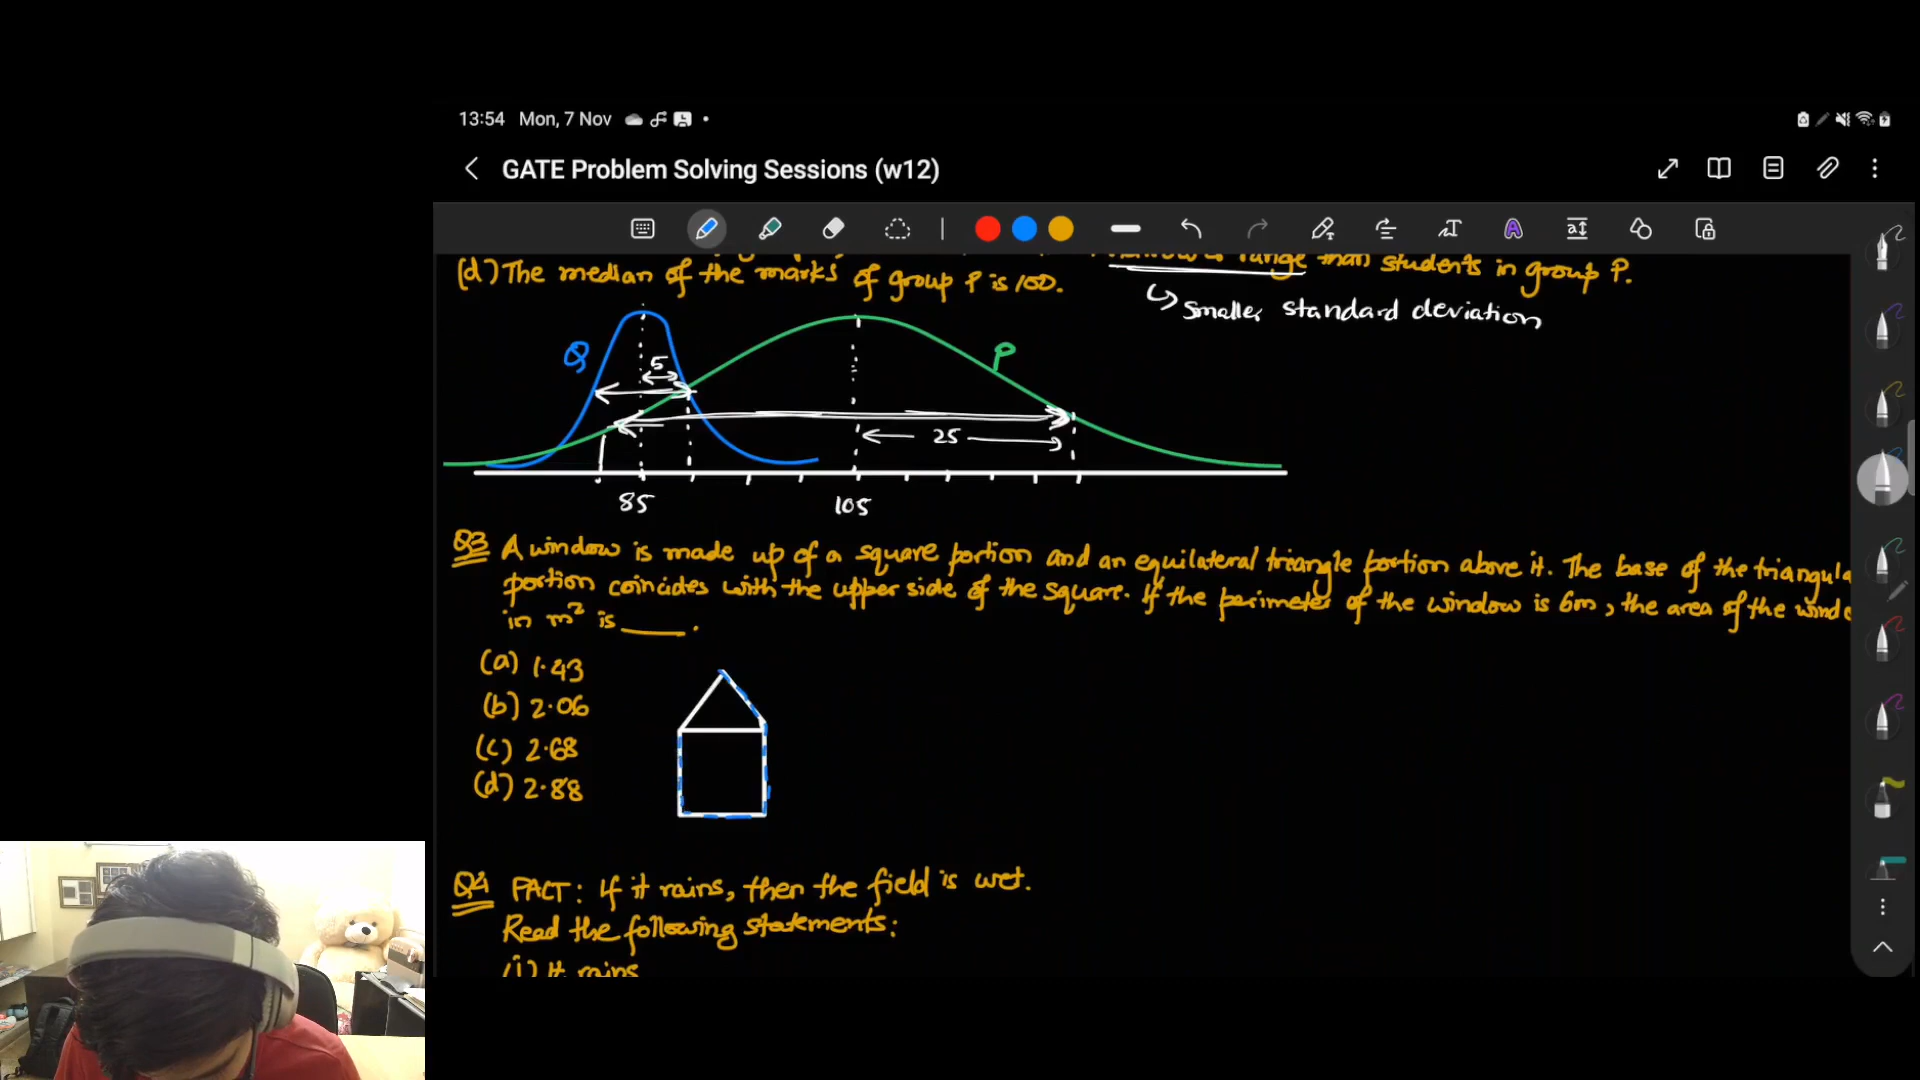 13:54 Mon, 7 Nov
GATE Problem Solving Sessions (w12)
range than students in group P.
(d) The median of the marks of group P is 100.
↳ Smaller standard deviation
Q
P
5
25
85
105
Q3 A window is made up of a square portion and an equilateral triangle portion above it. The base of the triangula
portion coincides with the upper side of the square. If the perimeter of the window is 6m, the area of the windo
in m² is ____.
(a) 1.43
(b) 2.06
(c) 2.68
(d) 2.88
Q4 FACT: If it rains, then the field is wet.
Read the following statements:
(i) It rains